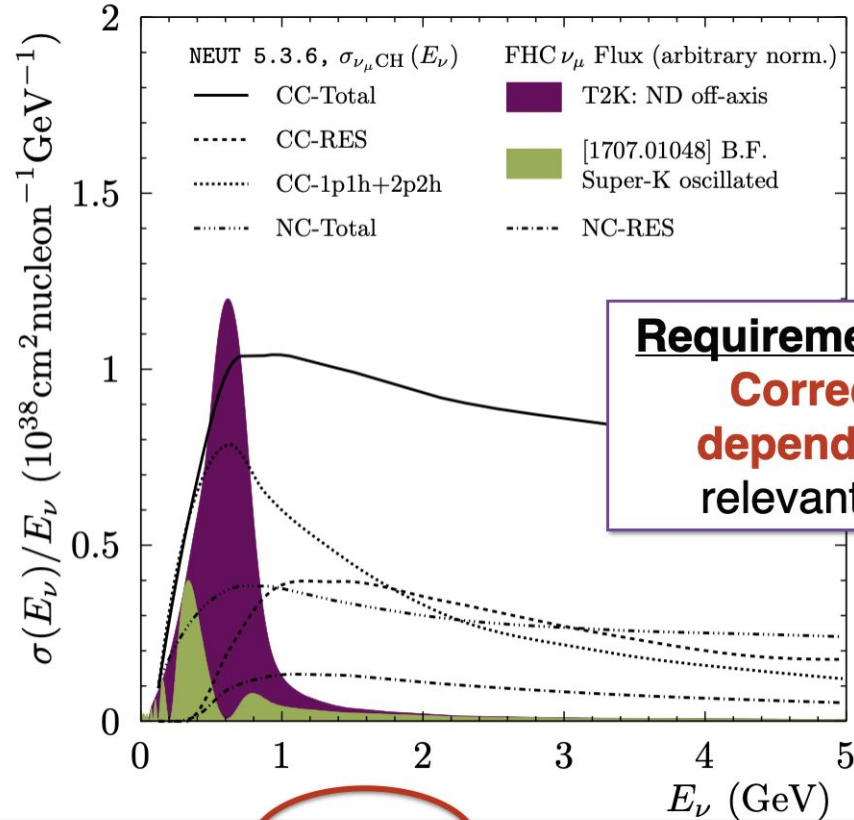 2
1.5
1
0.5
0
σ(E_ν)/E_ν (10^38 cm^2 nucleon^−1 GeV^−1)
NEUT 5.3.6, σ_{ν_μ CH} (E_ν)
CC-Total
CC-RES
CC-1p1h+2p2h
NC-Total
FHC ν_μ Flux (arbitrary norm.)
T2K: ND off-axis
[1707.01048] B.F.
Super-K oscillated
NC-RES
Requireme
Correc
depend
relevant
0 1 2 3 4 5
E_ν (GeV)